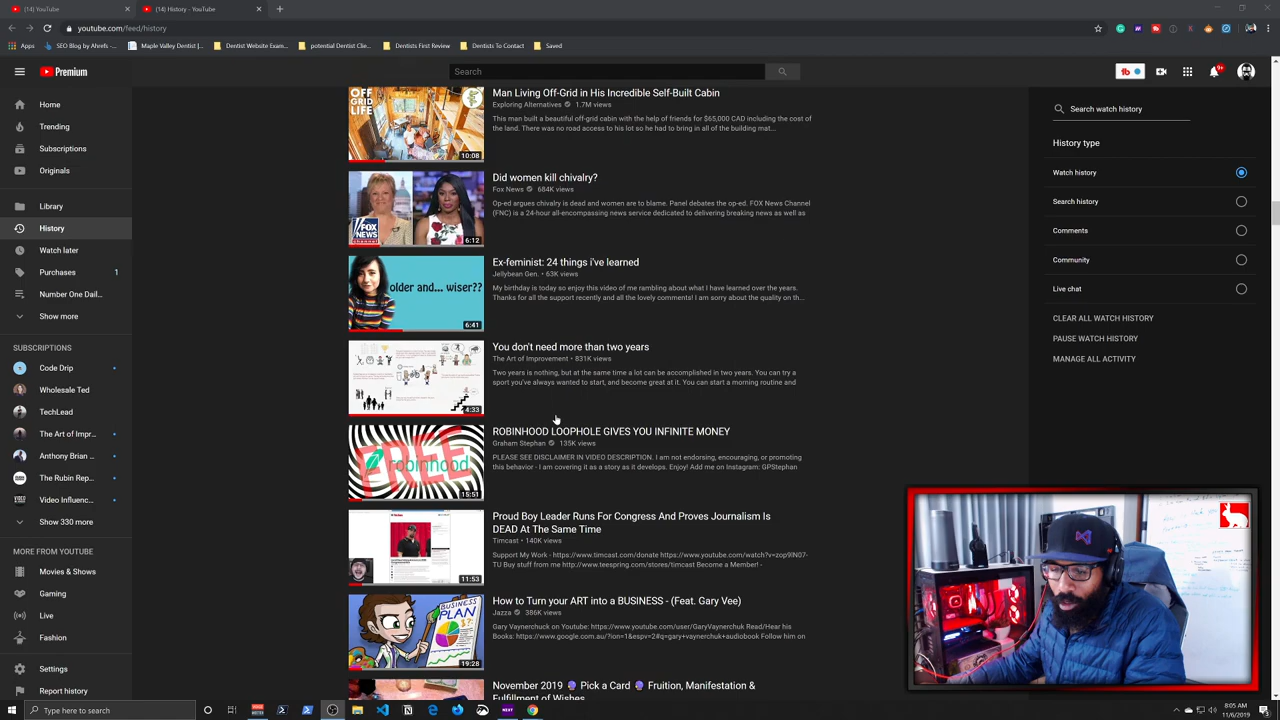 (14) YouTube
(14) History - YouTube
youtube.com/feed/history
Apps
SEO Blog by Ahrefs -...
Maple Valley Dentist |...
Dentist Website Exam...
potential Dentist Clie...
Dentists First Review
Dentists To Contact
Saved
Premium
Search
9+
Home
Trending
Subscriptions
Originals
Library
History
Watch later
Purchases 1
Number One Dail...
Show more
SUBSCRIPTIONS
Code Drip
Wholesale Ted
TechLead
The Art of Impr...
Anthony Brian ...
The Rubin Rep...
Video Influenc...
Show 330 more
MORE FROM YOUTUBE
Movies & Shows
Gaming
Live
Fashion
Settings
Report history
OFF
GRID
LIFE
10:08
Man Living Off-Grid in His Incredible Self-Built Cabin
Exploring Alternatives 1.7M views
This man built a beautiful off-grid cabin with the help of friends for $65,000 CAD including the cost of
the land. There was no road access to his lot so he had to bring in all of the building mat...
FOX
NEWS
channel
6:12
Did women kill chivalry?
Fox News 684K views
Op-ed argues chivalry is dead and women are to blame. Panel debates the op-ed. FOX News Channel
(FNC) is a 24-hour all-encompassing news service dedicated to delivering breaking news as well as
older and... wiser??
6:41
Ex-feminist: 24 things i've learned
Jellybean Gen. • 63K views
My birthday is today so enjoy this video of me rambling about what I have learned over the years.
Thanks for all the support recently and all the lovely comments! I am sorry about the quality on th...
4:33
You don't need more than two years
The Art of Improvement • 831K views
Two years is nothing, but at the same time a lot can be accomplished in two years. You can try a
sport you've always wanted to start, and become great at it. You can start a morning routine and
FREE
robinhood
15:51
ROBINHOOD LOOPHOLE GIVES YOU INFINITE MONEY
Graham Stephan 135K views
PLEASE SEE DISCLAIMER IN VIDEO DESCRIPTION. I am not endorsing, encouraging, or promoting
this behavior - I am covering it as a story as it develops. Enjoy! Add me on Instagram: GPStephan
11:53
Proud Boy Leader Runs For Congress And Proves Journalism Is
DEAD At The Same Time
Timcast • 140K views
Support My Work - https://www.timcast.com/donate https://www.youtube.com/watch?v=zop9lN07-
TU Buy stuff from me http://www.teespring.com/stores/timcast Become a Member! -
BUSINESS
PLAN
19:28
How to Turn your ART into a BUSINESS - (Feat. Gary Vee)
Jazza 386K views
Gary Vaynerchuck on Youtube: https://www.youtube.com/user/GaryVaynerchuk Read/Hear his
Books: https://www.google.com.au/?ion=1&espv=2#q=gary+vaynerchuk+audiobook Follow him on
November 2019 🔮 Pick a Card 🔮 Fruition, Manifestation &
Fulfillment of Wishes
Search watch history
History type
Watch history
Search history
Comments
Community
Live chat
CLEAR ALL WATCH HISTORY
PAUSE WATCH HISTORY
MANAGE ALL ACTIVITY
Type here to search
NEXT
8:05 AM
11/6/2019